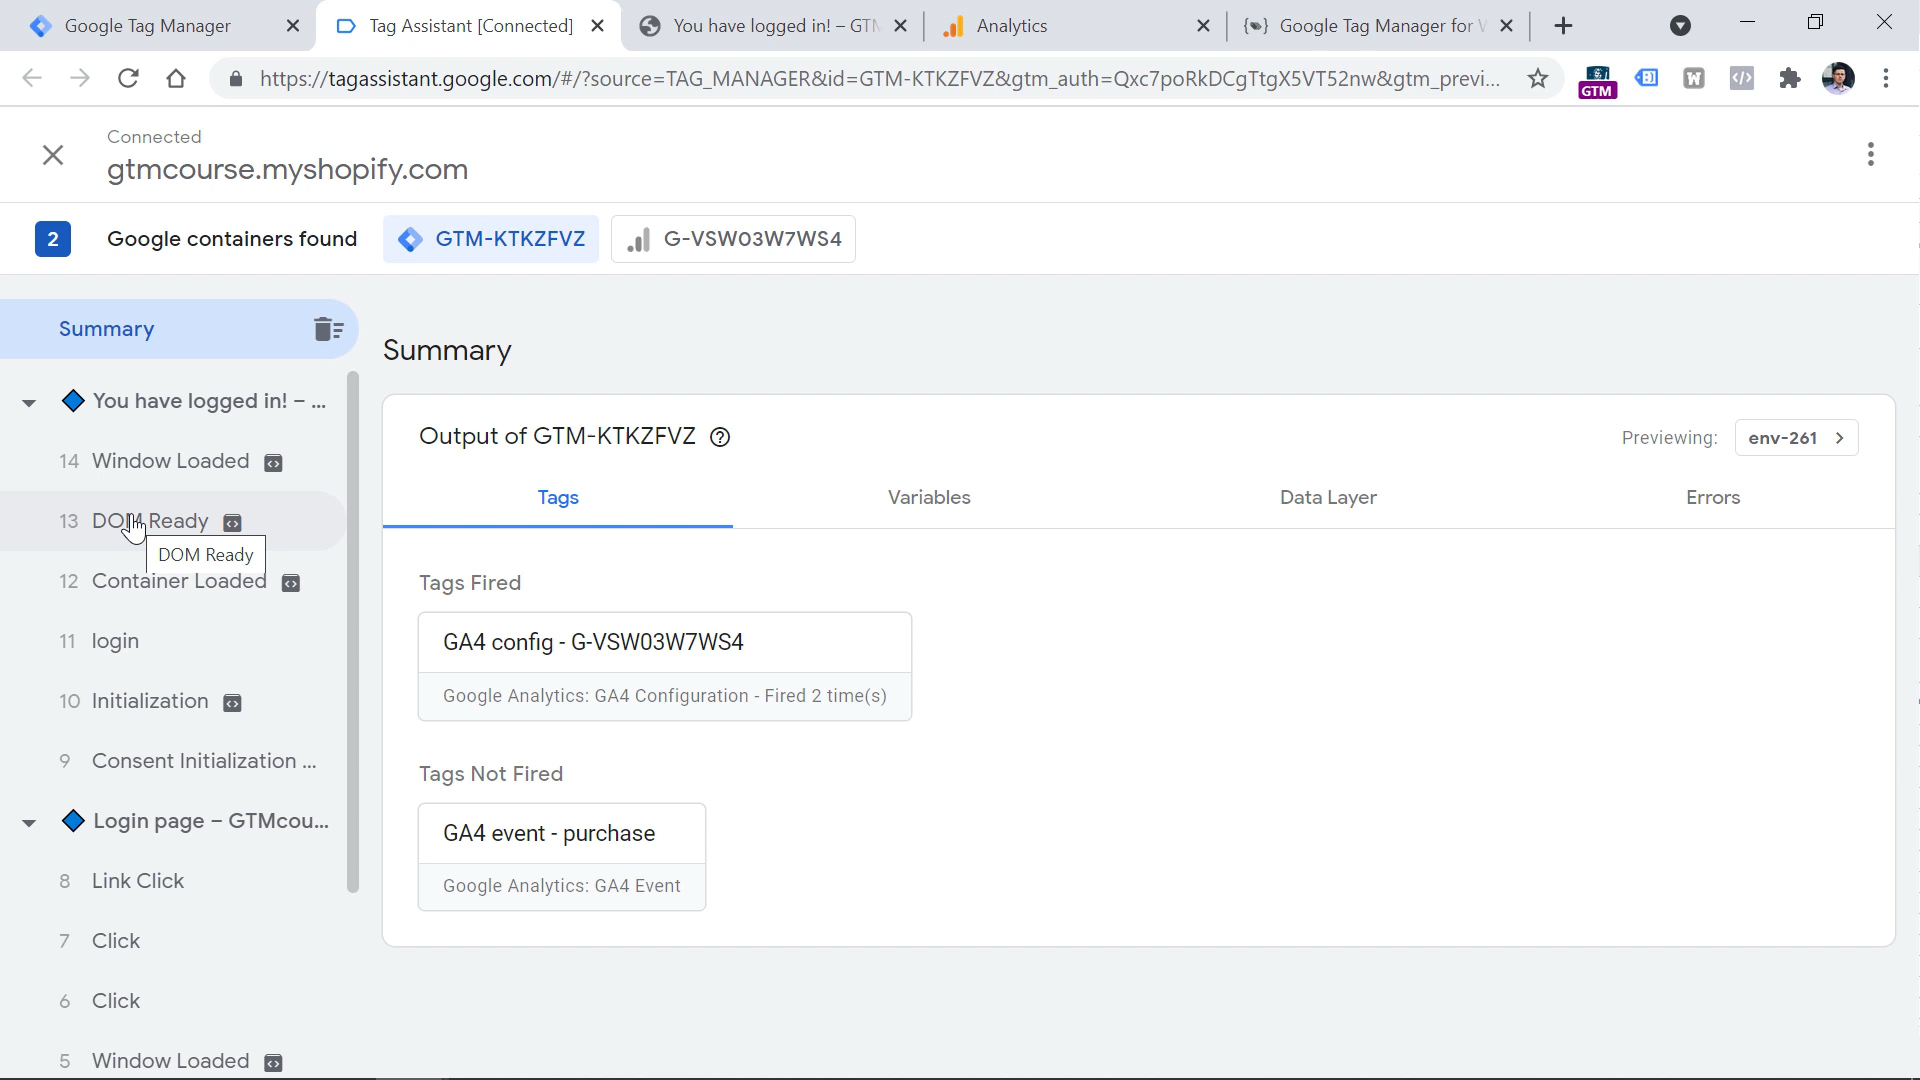 Google Tag Manager
Tag Assistant [Connected]
You have logged in! – GTM
Analytics
Google Tag Manager for W
https://tagassistant.google.com/#/?source=TAG_MANAGER&id=GTM-KTKZFVZ&gtm_auth=Qxc7poRkDCgTtgX5VT52nw&gtm_previ...
GTM
W
Connected
gtmcourse.myshopify.com
2 Google containers found GTM-KTKZFVZ G-VSW03W7WS4
Summary
You have logged in! – ...
14 Window Loaded
13 DOM Ready
DOM Ready
12 Container Loaded
11 login
10 Initialization
9 Consent Initialization ...
Login page – GTMcou...
8 Link Click
7 Click
6 Click
5 Window Loaded
Summary
Output of GTM-KTKZFVZ
Previewing: env-261
Tags Variables Data Layer Errors
Tags Fired
GA4 config - G-VSW03W7WS4
Google Analytics: GA4 Configuration - Fired 2 time(s)
Tags Not Fired
GA4 event - purchase
Google Analytics: GA4 Event